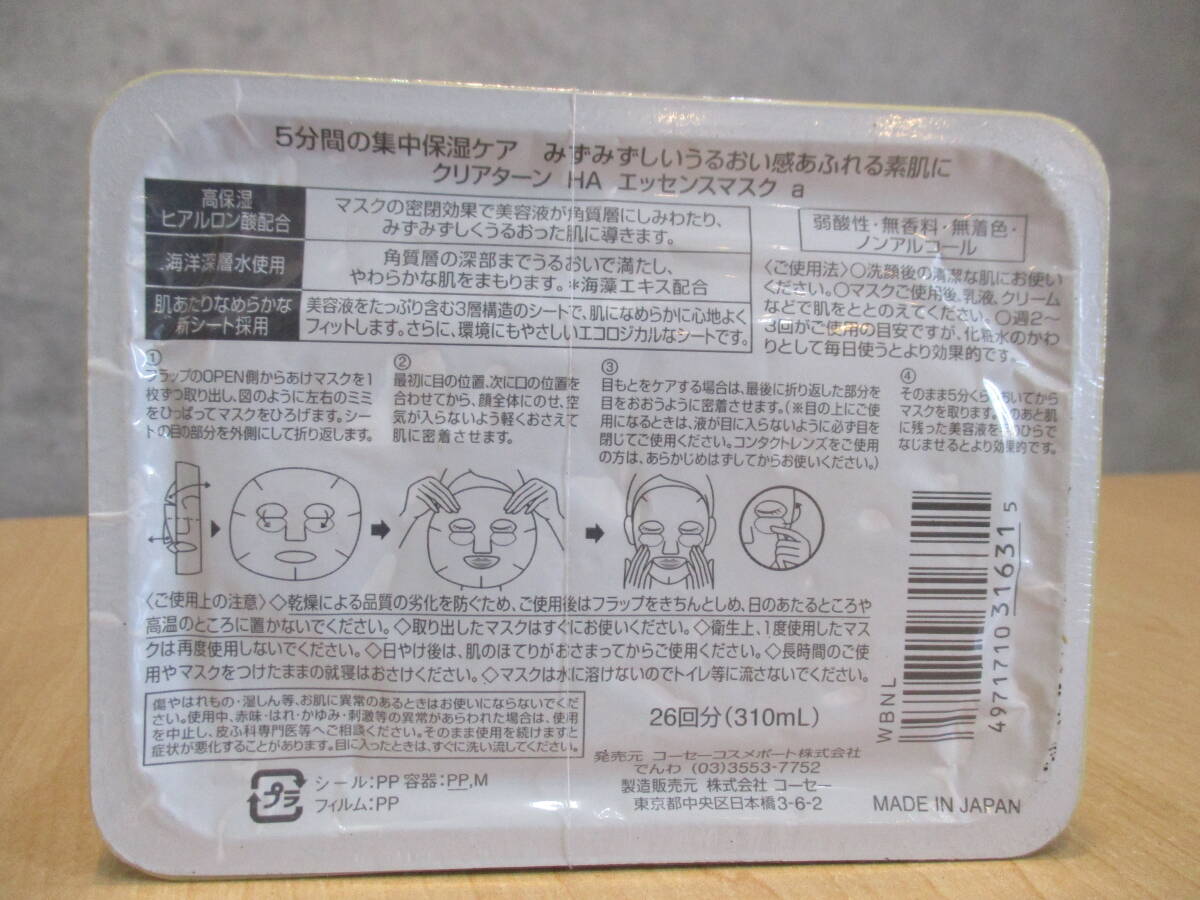 5分間の集中保湿ケア みずみずしいうるおい感あふれる素肌に
クリアターン HA エッセンスマスク a
高保湿
ヒアルロン酸配合
マスクの密閉効果で美容液が角質層にしみわたり、
みずみずしくうるおった肌に導きます。
海洋深層水使用
角質層の深部までうるおいで満たし、
やわらかな肌をまもります。*海藻エキス配合
肌あたりなめらかな
新シート採用
美容液をたっぷり含む3層構造のシートで、肌になめらかに心地よく
フィットします。さらに、環境にもやさしいエコロジカルなシートです。
弱酸性・無香料・無着色・
ノンアルコール
〈ご使用法〉○洗顔後の清潔な肌にお使い
ください。○マスクご使用後、乳液、クリーム
などで肌をととのえてください。○週2〜
3回がご使用の目安ですが、化粧水のかわ
りとして毎日使うとより効果的です。
①
フラップのOPEN側からあけマスクを1
枚ずつ取り出し、図のように左右のミミ
をひっぱってマスクをひろげます。シー
トの目の部分を外側にして折り返します。
②
最初に目の位置、次に口の位置を
合わせてから、顔全体にのせ、空
気が入らないよう軽くおさえて
肌に密着させます。
③
目もとをケアする場合は、最後に折り返した部分を
目をおおうように密着させます。(※目の上にご使
用になるときは、液が目に入らないように必ず目を
閉じてご使用ください。コンタクトレンズをご使用
の方は、あらかじめはずしてからお使いください。)
④
そのまま5分くらいおいてから
マスクを取ります。そのあと肌
に残った美容液を手のひらで
なじませるとより効果的です。
〈ご使用上の注意〉◇乾燥による品質の劣化を防ぐため、ご使用後はフラップをきちんとしめ、日のあたるところや
高温のところに置かないでください。◇取り出したマスクはすぐにお使いください。◇衛生上、1度使用したマス
クは再度使用しないでください。◇日やけ後は、肌のほてりがおさまってからご使用ください。◇長時間のご使
用やマスクをつけたままの就寝はおさけください。◇マスクは水に溶けないのでトイレ等に流さないでください。
傷やはれもの・湿しん等、お肌に異常のあるときはお使いにならないでくだ
さい。使用中、赤味・はれ・かゆみ・刺激等の異常があらわれた場合は、使用
を中止し、皮ふ科専門医等へご相談ください。そのまま使用を続けますと
症状が悪化することがあります。目に入ったときは、すぐに洗い流してください。
26回分(310mL)
発売元 コーセーコスメポート株式会社
でんわ (03)3553-7752
製造販売元 株式会社 コーセー
東京都中央区日本橋3-6-2
プラ
シール:PP 容器:PP,M
フィルム:PP
MADE IN JAPAN
WBNL
4971710316315